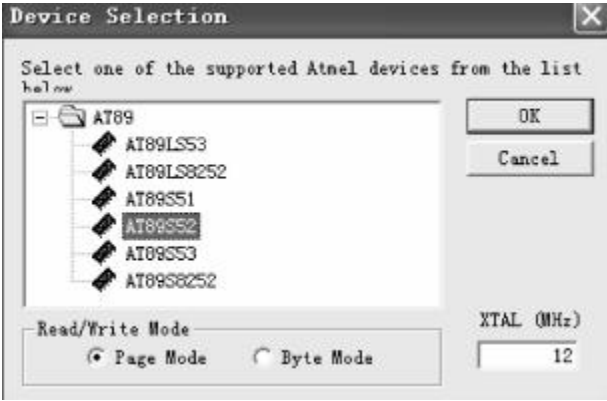 Device Selection
Select one of the supported Atmel devices from the list
below
AT89
AT89LS53
AT89LS8252
AT89S51
AT89S52
AT89S53
AT89S8252
OK
Cancel
Read/Write Mode
Page Mode
Byte Mode
XTAL (MHz)
12